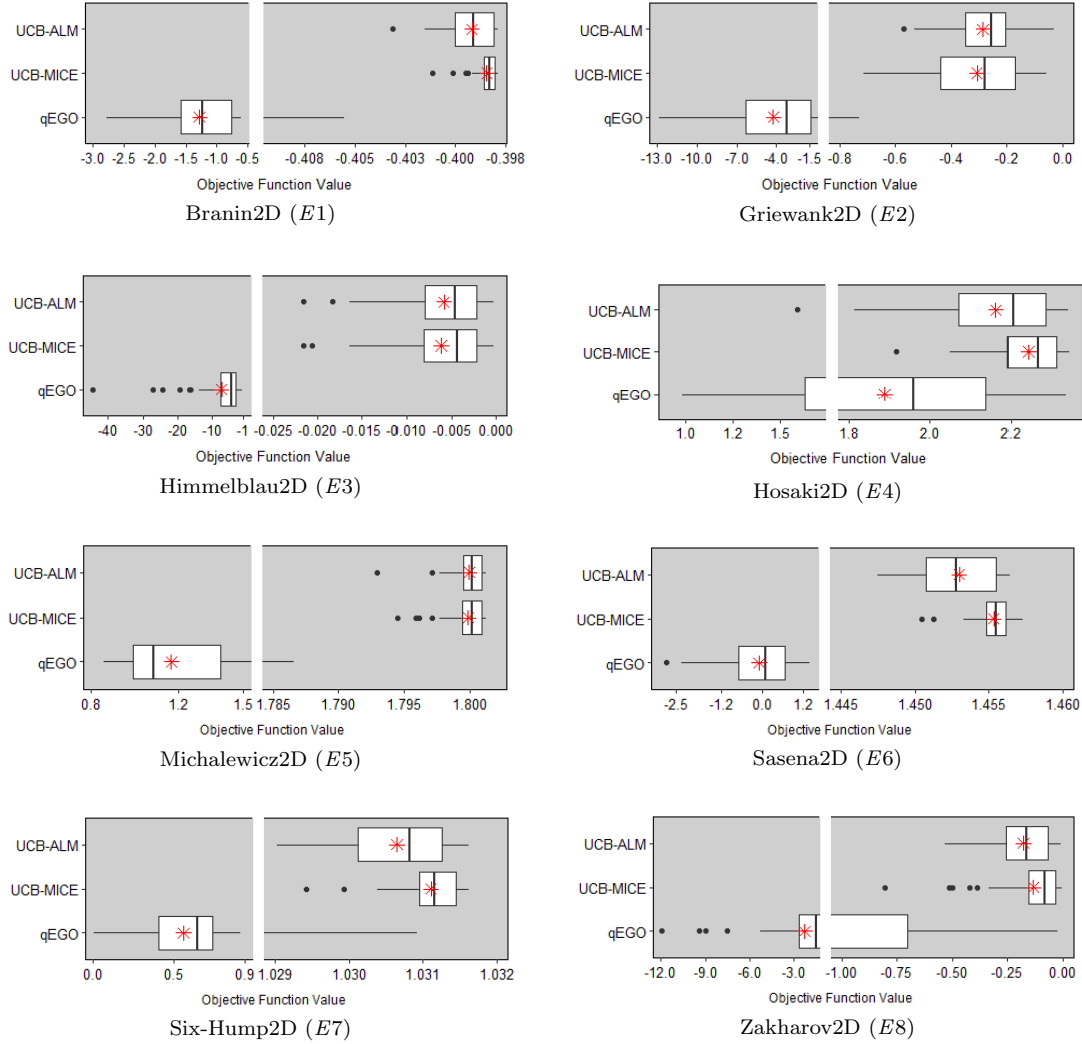 UCB-ALM
UCB-MICE
qEGO
-3.0 -2.5 -2.0 -1.5 -1.0 -0.5 -0.408 -0.405 -0.403 -0.400 -0.398
Objective Function Value
Branin2D (E1)
UCB-ALM
UCB-MICE
qEGO
-13.0 -10.0 -7.0 -4.0 -1.5 -0.8 -0.6 -0.4 -0.2 0.0
Objective Function Value
Griewank2D (E2)
UCB-ALM
UCB-MICE
qEGO
-40 -30 -20 -10 -1 -0.025 -0.020 -0.015 -0.010 -0.005 0.000
Objective Function Value
Himmelblau2D (E3)
UCB-ALM
UCB-MICE
qEGO
1.0 1.2 1.5 1.8 2.0 2.2
Objective Function Value
Hosaki2D (E4)
UCB-ALM
UCB-MICE
qEGO
0.8 1.2 1.5 1.785 1.790 1.795 1.800
Objective Function Value
Michalewicz2D (E5)
UCB-ALM
UCB-MICE
qEGO
-2.5 -1.2 0.0 1.2 1.445 1.450 1.455 1.460
Objective Function Value
Sasena2D (E6)
UCB-ALM
UCB-MICE
qEGO
0.0 0.5 0.9 1.029 1.030 1.031 1.032
Objective Function Value
Six-Hump2D (E7)
UCB-ALM
UCB-MICE
qEGO
-12.0 -9.0 -6.0 -3.0 -1.00 -0.75 -0.50 -0.25 0.00
Objective Function Value
Zakharov2D (E8)